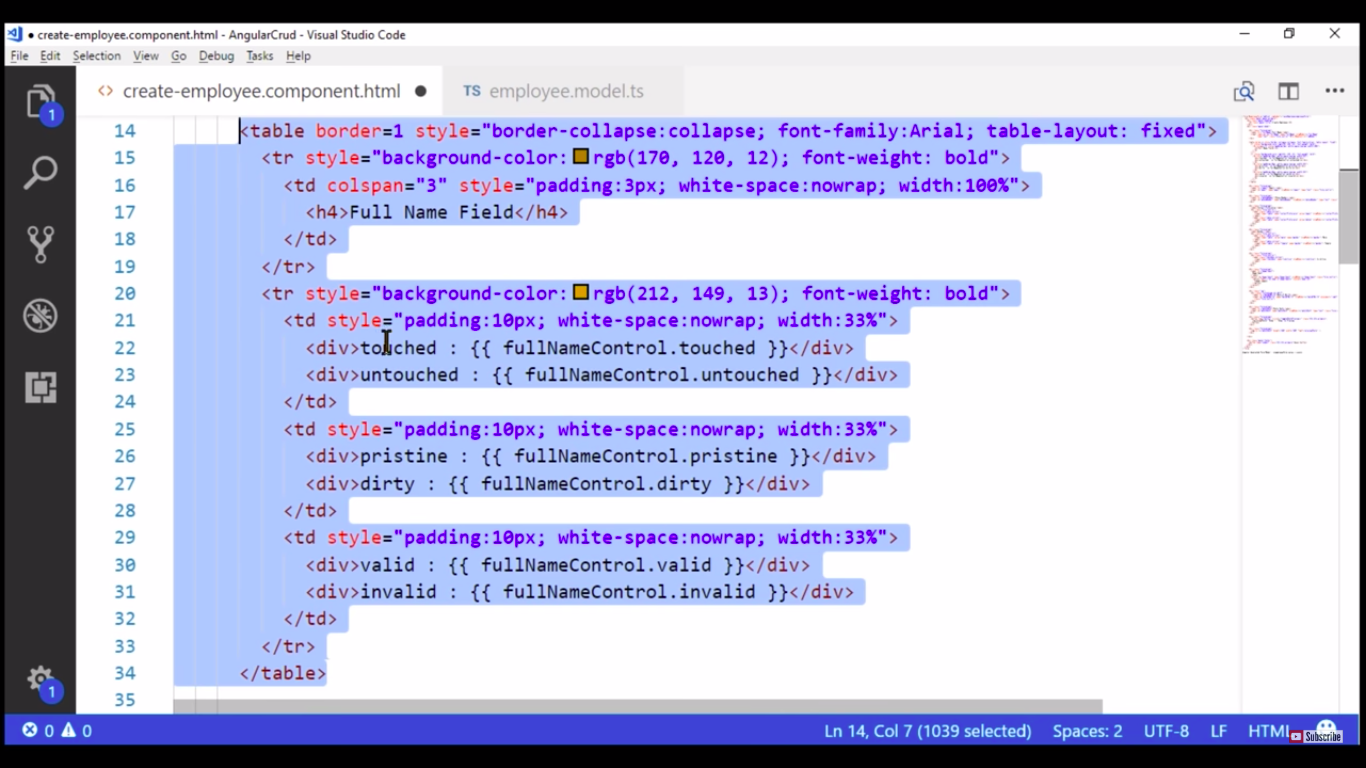 ● create-employee.component.html - AngularCrud - Visual Studio Code
File Edit Selection View Go Debug Tasks Help
<> create-employee.component.html ● TS employee.model.ts
1
14 <table border=1 style="border-collapse:collapse; font-family:Arial; table-layout: fixed">
15 <tr style="background-color: rgb(170, 120, 12); font-weight: bold">
16 <td colspan="3" style="padding:3px; white-space:nowrap; width:100%">
17 <h4>Full Name Field</h4>
18 </td>
19 </tr>
20 <tr style="background-color: rgb(212, 149, 13); font-weight: bold">
21 <td style="padding:10px; white-space:nowrap; width:33%">
22 <div>touched : {{ fullNameControl.touched }}</div>
23 <div>untouched : {{ fullNameControl.untouched }}</div>
24 </td>
25 <td style="padding:10px; white-space:nowrap; width:33%">
26 <div>pristine : {{ fullNameControl.pristine }}</div>
27 <div>dirty : {{ fullNameControl.dirty }}</div>
28 </td>
29 <td style="padding:10px; white-space:nowrap; width:33%">
30 <div>valid : {{ fullNameControl.valid }}</div>
31 <div>invalid : {{ fullNameControl.invalid }}</div>
32 </td>
33 </tr>
34 </table>
35
1
0 0 Ln 14, Col 7 (1039 selected) Spaces: 2 UTF-8 LF HTML
Subscribe